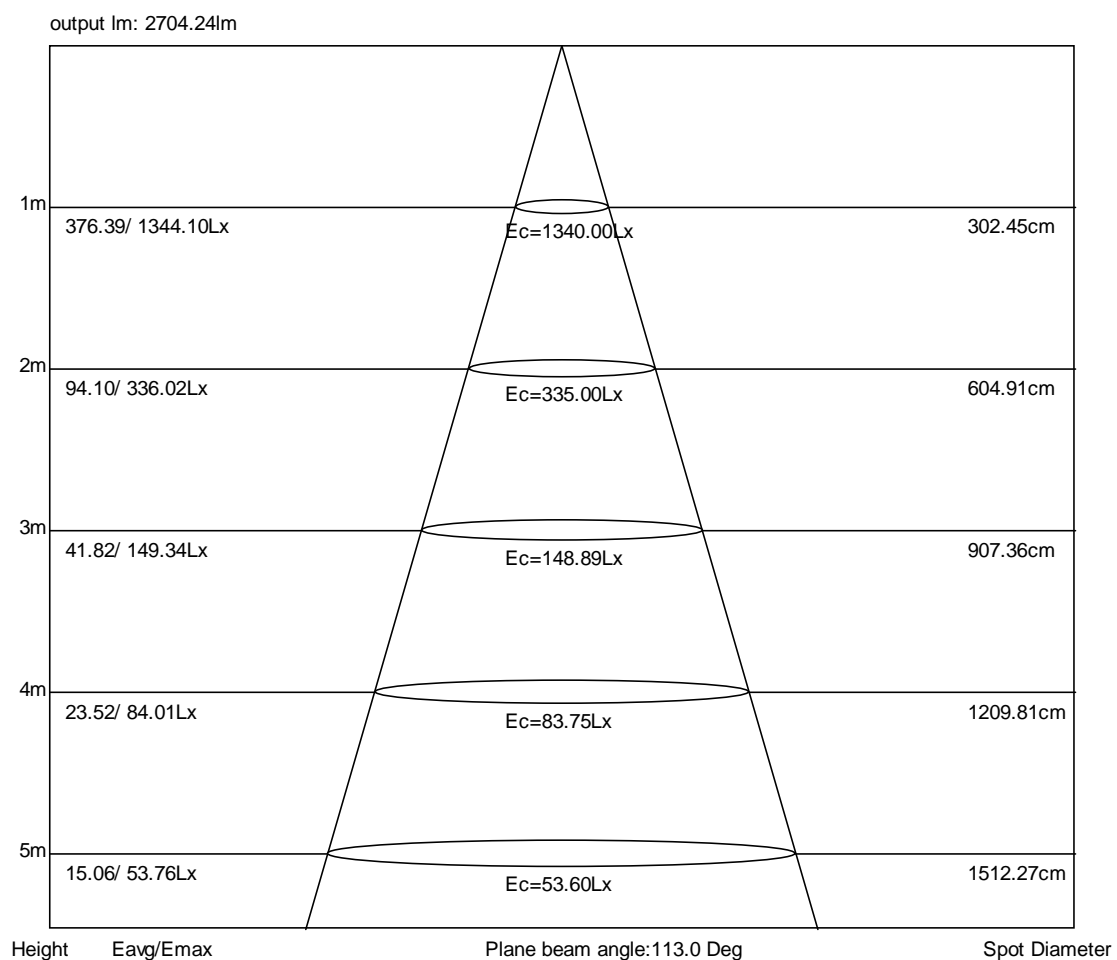 output lm: 2704.24lm
1m
376.39/ 1344.10Lx
Ec=1340.00Lx
302.45cm
2m
94.10/ 336.02Lx
Ec=335.00Lx
604.91cm
3m
41.82/ 149.34Lx
Ec=148.89Lx
907.36cm
4m
23.52/ 84.01Lx
Ec=83.75Lx
1209.81cm
5m
15.06/ 53.76Lx
Ec=53.60Lx
1512.27cm
Height Eavg/Emax Plane beam angle:113.0 Deg Spot Diameter